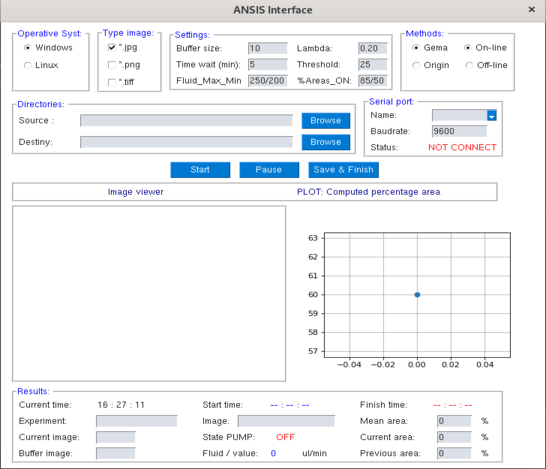 ANSIS Interface ×
Operative Syst: Type image: Settings: Methods:
Windows *.jpg Buffer size: 10 Lambda: 0.20 Gema On-line
Linux *.png Time wait (min): 5 Threshold: 25 Origin Off-line
*.tiff Fluid_Max_Min 250/200 %Areas_ON: 85/50
Directories: Serial port:
Source : Browse Name:
Destiny: Browse Baudrate: 9600
Status: NOT CONNECT
Start Pause Save & Finish
Image viewer PLOT: Computed percentage area
63
62
61
60
59
58
57
−0.04 −0.02 0.00 0.02 0.04
Results:
Current time: 16 : 27 : 11 Start time: -- : -- : -- Finish time: -- : -- : --
Experiment: Image: Mean area: 0 %
Current image: State PUMP: OFF Current area: 0 %
Buffer image: Fluid / value: 0 ul/min Previous area: 0 %